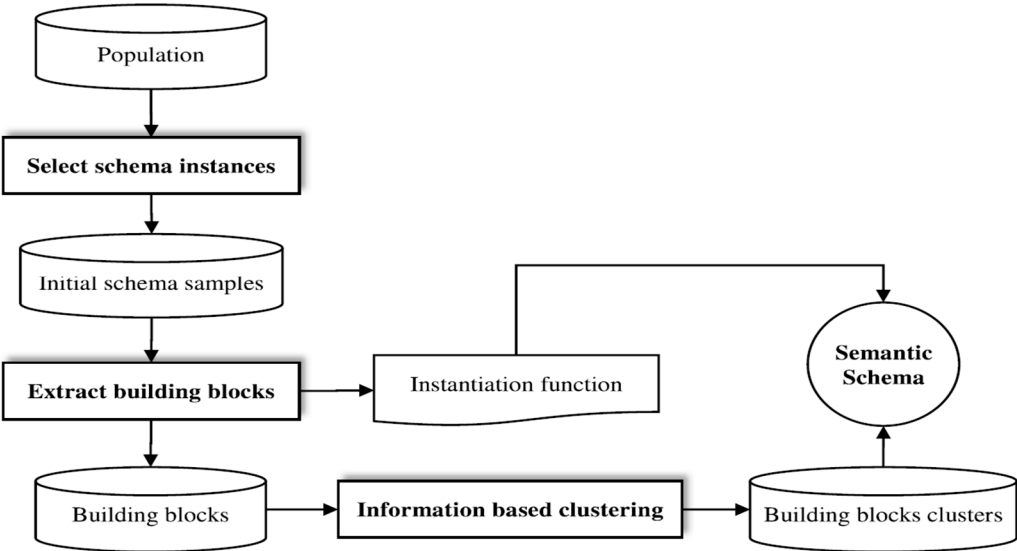 Population
Select schema instances
Initial schema samples
Extract building blocks
Instantiation function
Semantic
Schema
Building blocks
Information based clustering
Building blocks clusters